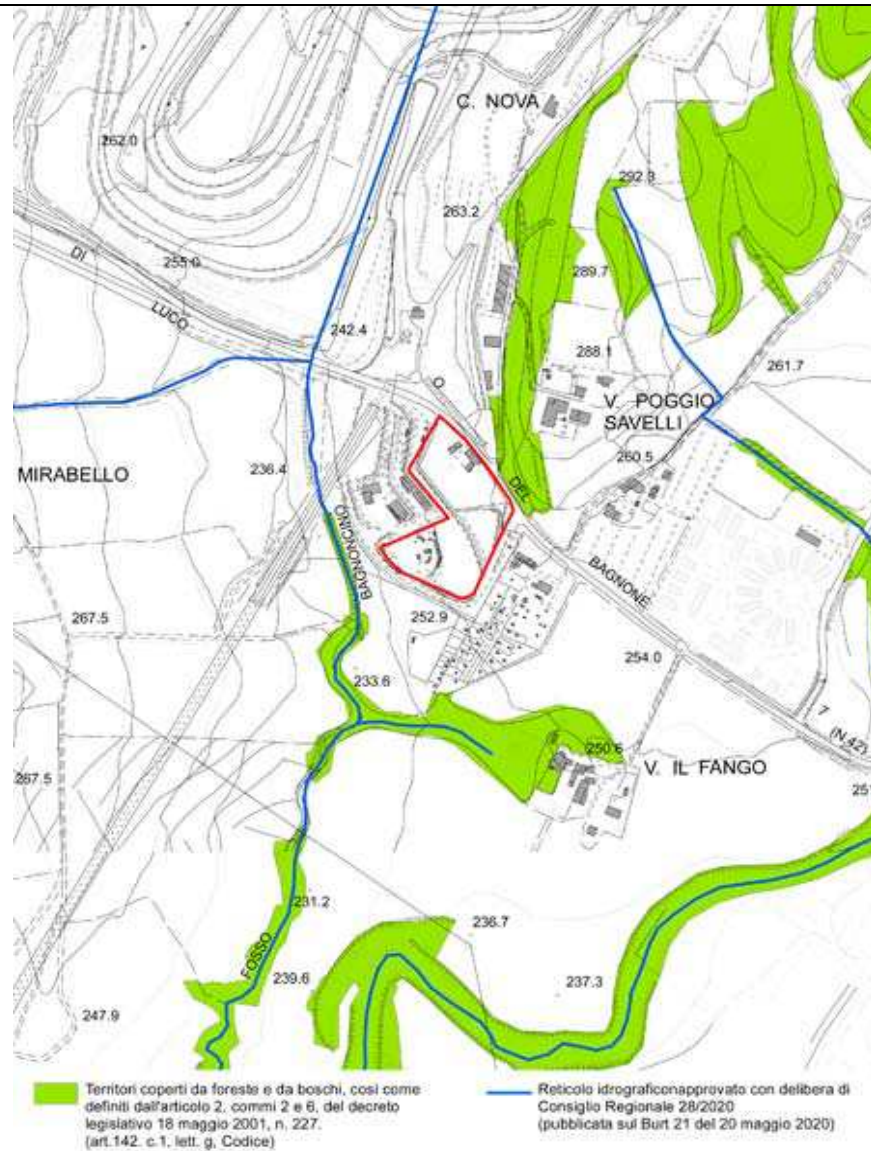 C. NOVA
262.0
292.3
263.2
DI
255.0
289.7
LUCO
242.4
288.1
261.7
O
V. POGGIO
SAVELLI
236.4
MIRABELLO
260.5
DEL
BAGNONCINO
BAGNONE
267.5
252.9
254.0
233.6
7 (N.42)
250.6
267.5
V. IL FANGO
251
231.2
236.7
FOSSO
239.6
237.3
247.9
Territori coperti da foreste e da boschi, così come
definiti dall'articolo 2, commi 2 e 6, del decreto
legislativo 18 maggio 2001, n. 227.
(art.142. c.1, lett. g, Codice)
Reticolo idrograficonapprovato con delibera di
Consiglio Regionale 28/2020
(pubblicata sul Burt 21 del 20 maggio 2020)